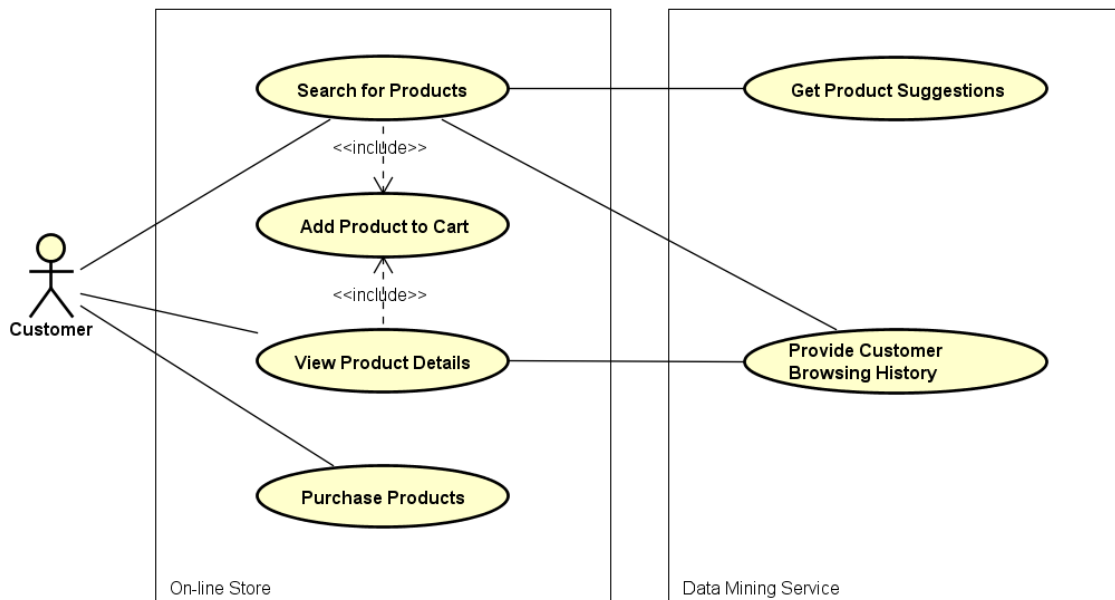 Search for Products
Get Product Suggestions
<<include>>
Add Product to Cart
<<include>>
Customer
View Product Details
Provide Customer
Browsing History
Purchase Products
On-line Store
Data Mining Service